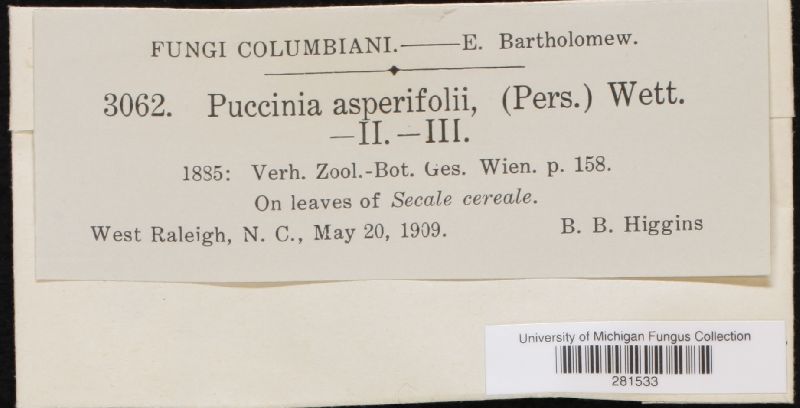 FUNGI COLUMBIANI.——E. Bartholomew.
3062. Puccinia asperifolii, (Pers.) Wett.
—II.—III.
1885: Verh. Zool.-Bot. Ges. Wien. p. 158.
On leaves of Secale cereale.
West Raleigh, N. C., May 20, 1909. B. B. Higgins
University of Michigan Fungus Collection
281533